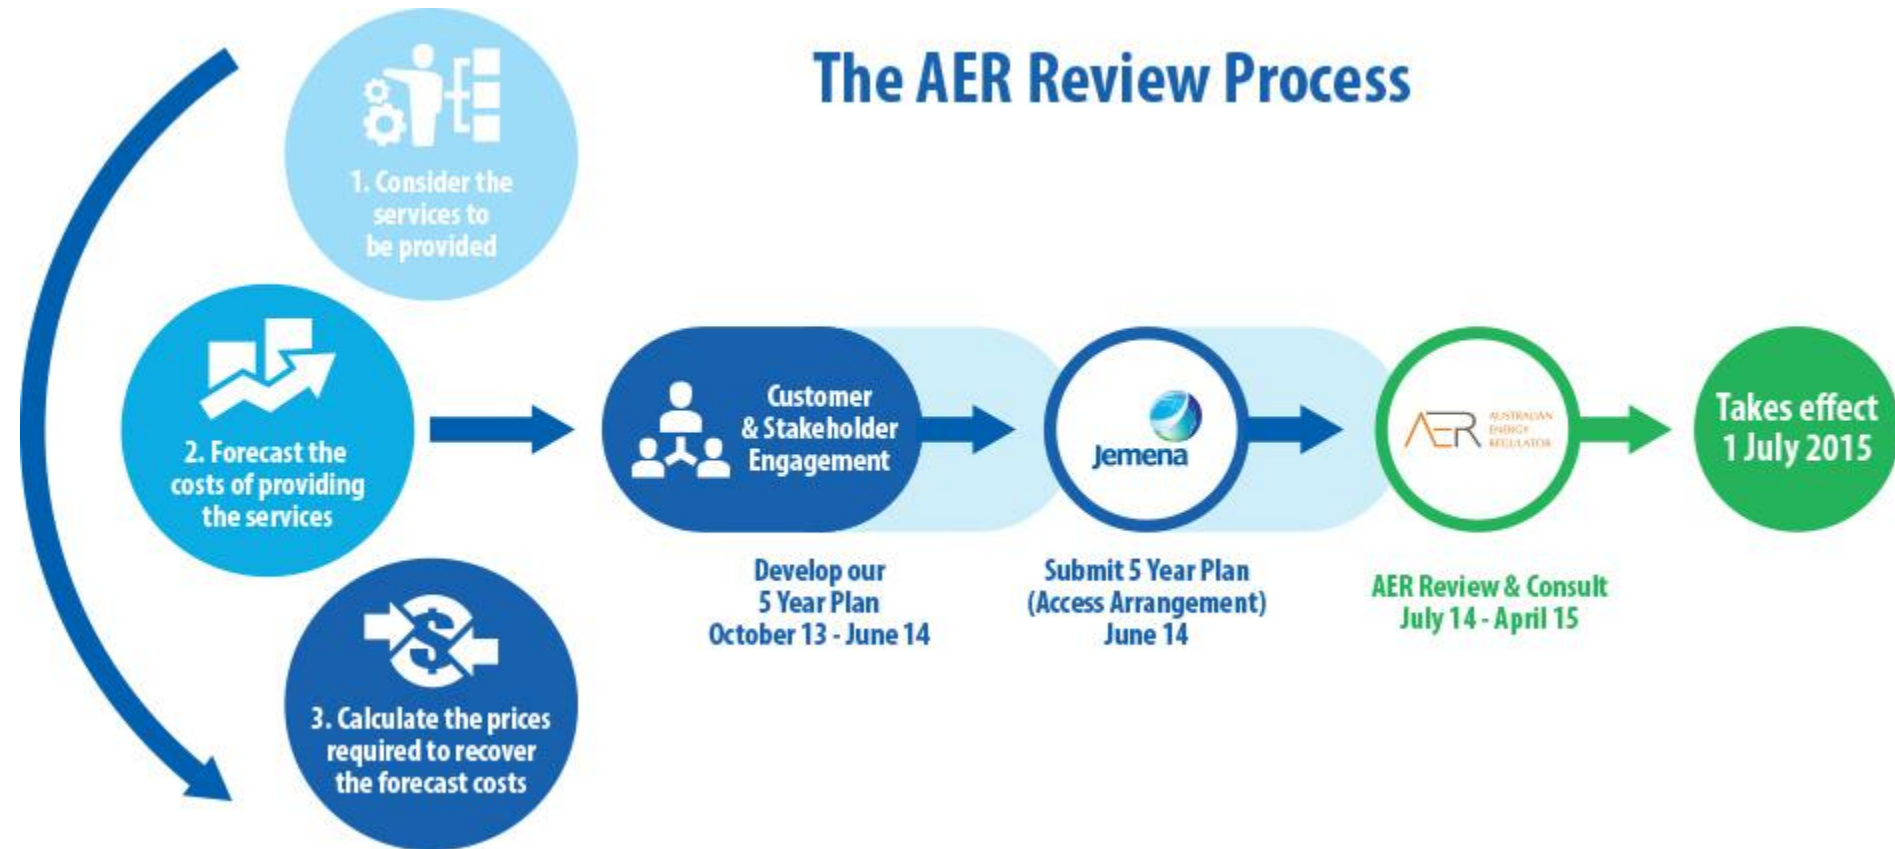 The AER Review Process
1. Consider the
services to
be provided
2. Forecast the
costs of providing
the services
3. Calculate the prices
required to recover
the forecast costs
Customer
& Stakeholder
Engagement
Develop our
5 Year Plan
October 13 - June 14
Jemena
Submit 5 Year Plan
(Access Arrangement)
June 14
AER
AUSTRALIAN
ENERGY
REGULATOR
AER Review & Consult
July 14 - April 15
Takes effect
1 July 2015